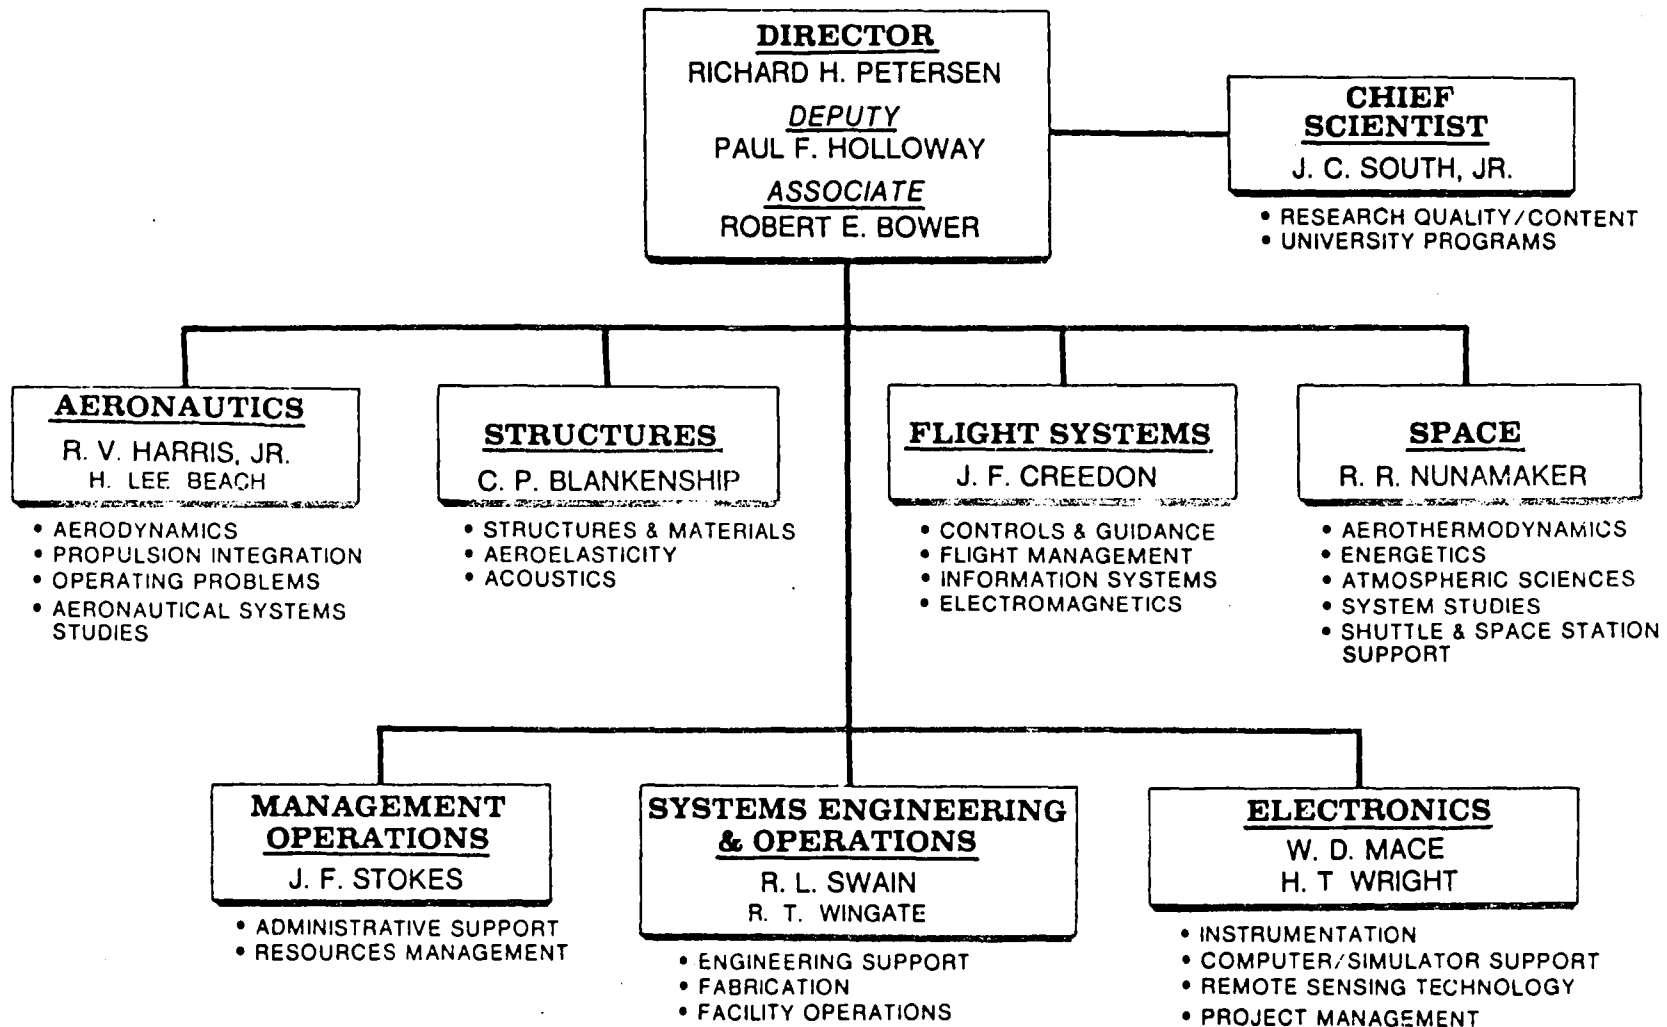 DIRECTOR
RICHARD H. PETERSEN
DEPUTY
PAUL F. HOLLOWAY
ASSOCIATE
ROBERT E. BOWER
CHIEF
SCIENTIST
J. C. SOUTH, JR.
• RESEARCH QUALITY/CONTENT
• UNIVERSITY PROGRAMS
AERONAUTICS
R. V. HARRIS, JR.
H. LEE BEACH
• AERODYNAMICS
• PROPULSION INTEGRATION
• OPERATING PROBLEMS
• AERONAUTICAL SYSTEMS
STUDIES
STRUCTURES
C. P. BLANKENSHIP
• STRUCTURES & MATERIALS
• AEROELASTICITY
• ACOUSTICS
FLIGHT SYSTEMS
J. F. CREEDON
• CONTROLS & GUIDANCE
• FLIGHT MANAGEMENT
• INFORMATION SYSTEMS
• ELECTROMAGNETICS
SPACE
R. R. NUNAMAKER
• AEROTHERMODYNAMICS
• ENERGETICS
• ATMOSPHERIC SCIENCES
• SYSTEM STUDIES
• SHUTTLE & SPACE STATION
SUPPORT
MANAGEMENT
OPERATIONS
J. F. STOKES
• ADMINISTRATIVE SUPPORT
• RESOURCES MANAGEMENT
SYSTEMS ENGINEERING
& OPERATIONS
R. L. SWAIN
R. T. WINGATE
• ENGINEERING SUPPORT
• FABRICATION
• FACILITY OPERATIONS
ELECTRONICS
W. D. MACE
H. T WRIGHT
• INSTRUMENTATION
• COMPUTER/SIMULATOR SUPPORT
• REMOTE SENSING TECHNOLOGY
• PROJECT MANAGEMENT